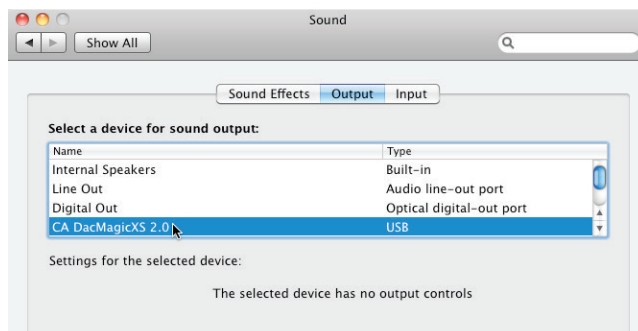 Sound
Show All
Sound Effects Output Input
Select a device for sound output:
Name Type
Internal Speakers Built-in
Line Out Audio line-out port
Digital Out Optical digital-out port
CA DacMagicXS 2.0 USB
Settings for the selected device:
The selected device has no output controls